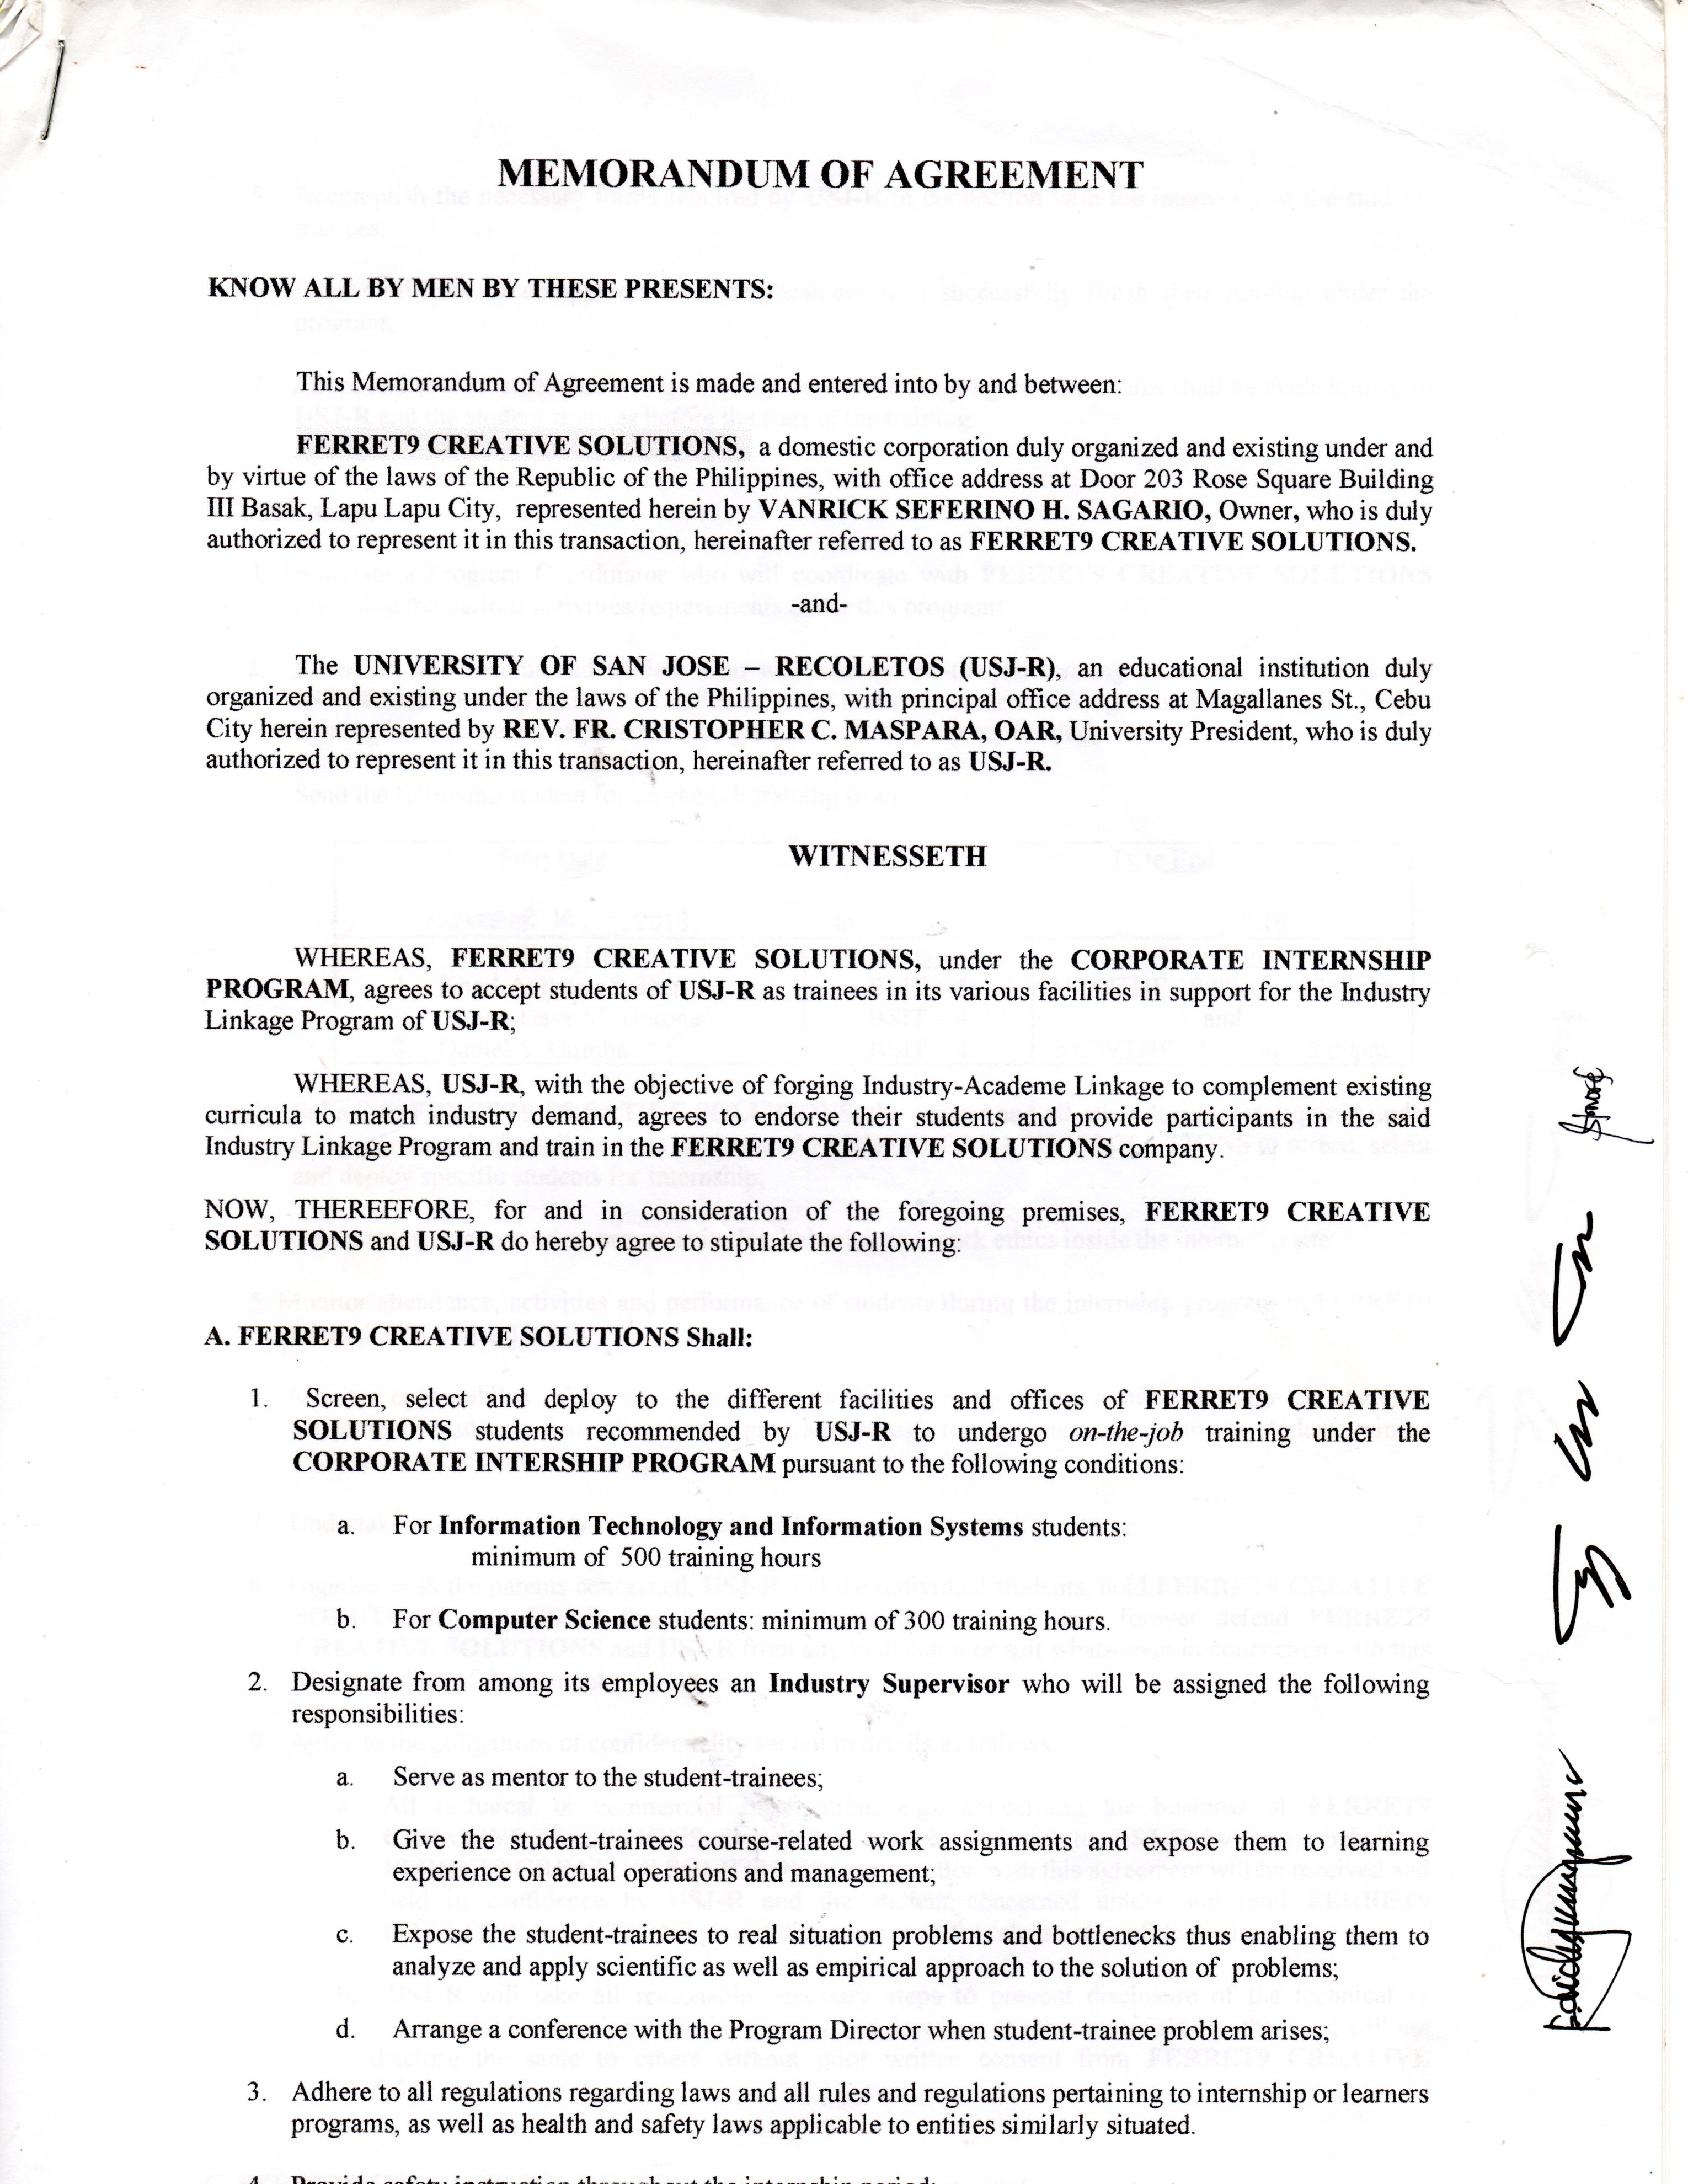 MEMORANDUM OF AGREEMENT
KNOW ALL BY MEN BY THESE PRESENTS:
This Memorandum of Agreement is made and entered into by and between:
FERRET9 CREATIVE SOLUTIONS, a domestic corporation duly organized and existing under and
by virtue of the laws of the Republic of the Philippines, with office address at Door 203 Rose Square Building
III Basak, Lapu Lapu City, represented herein by VANRICK SEFERINO H. SAGARIO, Owner, who is duly
authorized to represent it in this transaction, hereinafter referred to as FERRET9 CREATIVE SOLUTIONS.
-and-
The UNIVERSITY OF SAN JOSE – RECOLETOS (USJ-R), an educational institution duly
organized and existing under the laws of the Philippines, with principal office address at Magallanes St., Cebu
City herein represented by REV. FR. CRISTOPHER C. MASPARA, OAR, University President, who is duly
authorized to represent it in this transaction, hereinafter referred to as USJ-R.
WITNESSETH
WHEREAS, FERRET9 CREATIVE SOLUTIONS, under the CORPORATE INTERNSHIP
PROGRAM, agrees to accept students of USJ-R as trainees in its various facilities in support for the Industry
Linkage Program of USJ-R;
WHEREAS, USJ-R, with the objective of forging Industry-Academe Linkage to complement existing
curricula to match industry demand, agrees to endorse their students and provide participants in the said
Industry Linkage Program and train in the FERRET9 CREATIVE SOLUTIONS company.
NOW, THEREEFORE, for and in consideration of the foregoing premises, FERRET9 CREATIVE
SOLUTIONS and USJ-R do hereby agree to stipulate the following:
A. FERRET9 CREATIVE SOLUTIONS Shall:
1. Screen, select and deploy to the different facilities and offices of FERRET9 CREATIVE
SOLUTIONS students recommended by USJ-R to undergo on-the-job training under the
CORPORATE INTERSHIP PROGRAM pursuant to the following conditions:
a. For Information Technology and Information Systems students:
minimum of 500 training hours
b. For Computer Science students: minimum of 300 training hours.
2. Designate from among its employees an Industry Supervisor who will be assigned the following
responsibilities:
a. Serve as mentor to the student-trainees;
b. Give the student-trainees course-related work assignments and expose them to learning
experience on actual operations and management;
c. Expose the student-trainees to real situation problems and bottlenecks thus enabling them to
analyze and apply scientific as well as empirical approach to the solution of problems;
d. Arrange a conference with the Program Director when student-trainee problem arises;
3. Adhere to all regulations regarding laws and all rules and regulations pertaining to internship or learners
programs, as well as health and safety laws applicable to entities similarly situated.
4. Provide safety instruction throughout the internship period;